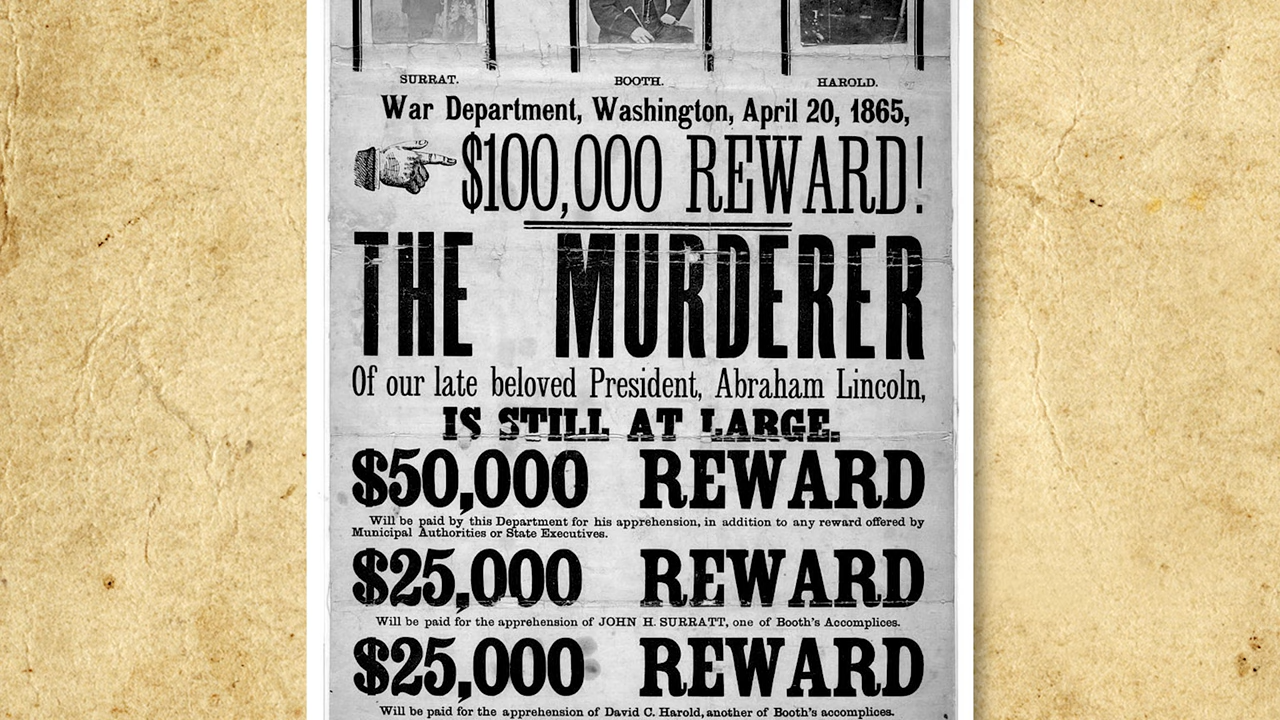 SURRAT.
BOOTH.
HAROLD.
War Department, Washington, April 20, 1865,
$100,000 REWARD!
THE MURDERER
Of our late beloved President, Abraham Lincoln,
IS STILL AT LARGE.
$50,000 REWARD
Will be paid by this Department for his apprehension, in addition to any reward offered by
Municipal Authorities or State Executives.
$25,000 REWARD
Will be paid for the apprehension of JOHN H. SURRATT, one of Booth's Accomplices.
$25,000 REWARD
Will be paid for the apprehension of David C. Harold, another of Booth's accomplices.